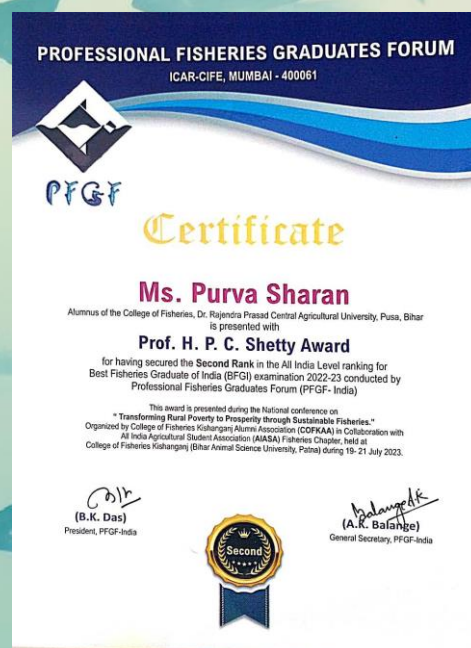 PROFESSIONAL FISHERIES GRADUATES FORUM
ICAR-CIFE, MUMBAI - 400061
PFGF
Certificate
Ms. Purva Sharan
Alumnus of the College of Fisheries, Dr. Rajendra Prasad Central Agricultural University, Pusa, Bihar
is presented with
Prof. H. P. C. Shetty Award
for having secured the Second Rank in the All India Level ranking for
Best Fisheries Graduate of India (BFGI) examination 2022-23 conducted by
Professional Fisheries Graduates Forum (PFGF- India)
This award is presented during the National conference on
" Transforming Rural Poverty to Prosperity through Sustainable Fisheries."
Organized by College of Fisheries Kishanganj Alumni Association (COFKAA) in Collaboration with
All India Agricultural Student Association (AIASA) Fisheries Chapter, held at
College of Fisheries Kishanganj (Bihar Animal Science University, Patna) during 19- 21 July 2023.
(B.K. Das)
President, PFGF-India
Balange AK
(A.K. Balange)
General Secretary, PFGF-India
Second